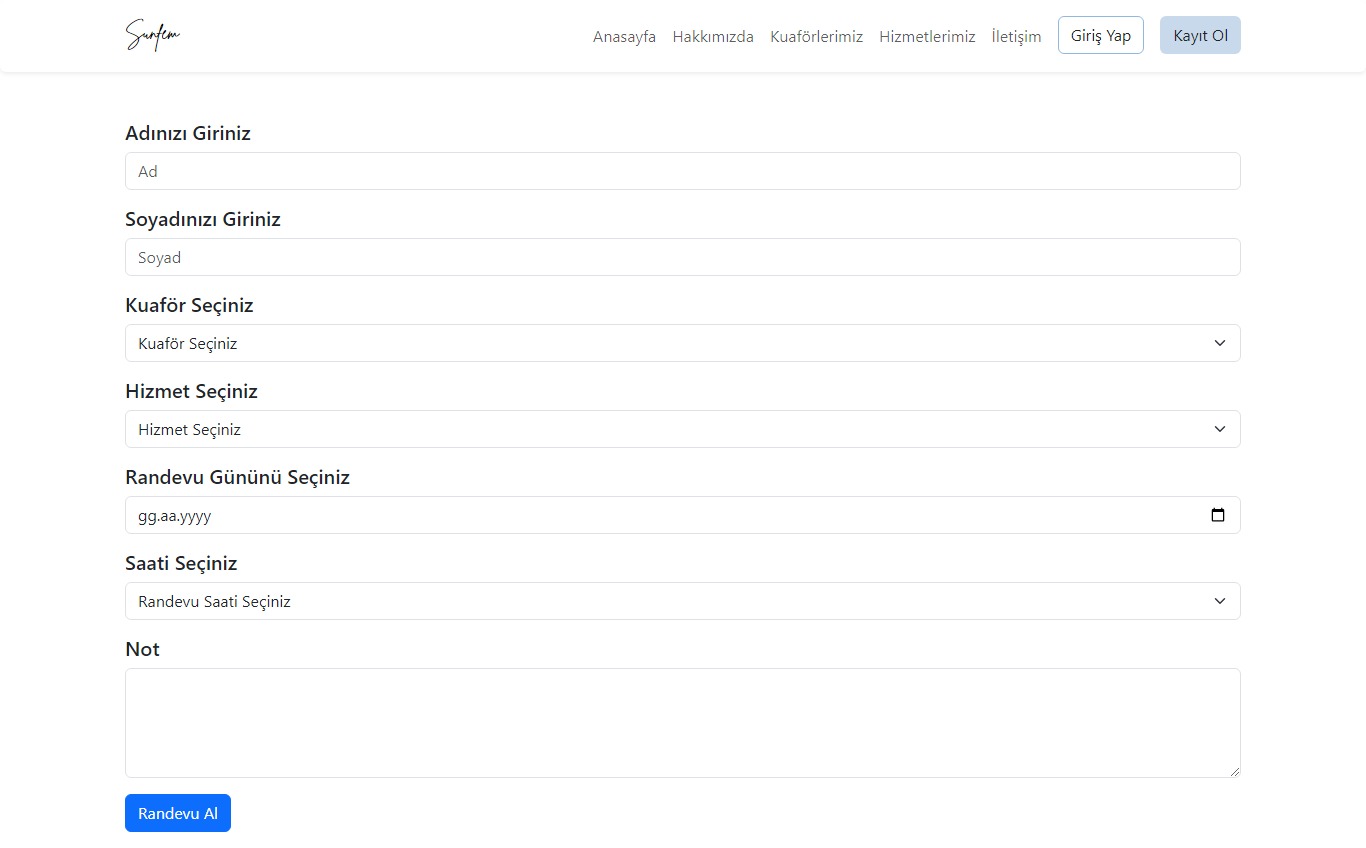 Sunfem
Anasayfa Hakkımızda Kuaförlerimiz Hizmetlerimiz İletişim Giriş Yap Kayıt Ol
Adınızı Giriniz
Ad
Soyadınızı Giriniz
Soyad
Kuaför Seçiniz
Kuaför Seçiniz
Hizmet Seçiniz
Hizmet Seçiniz
Randevu Gününü Seçiniz
gg.aa.yyyy
Saati Seçiniz
Randevu Saati Seçiniz
Not
Randevu Al